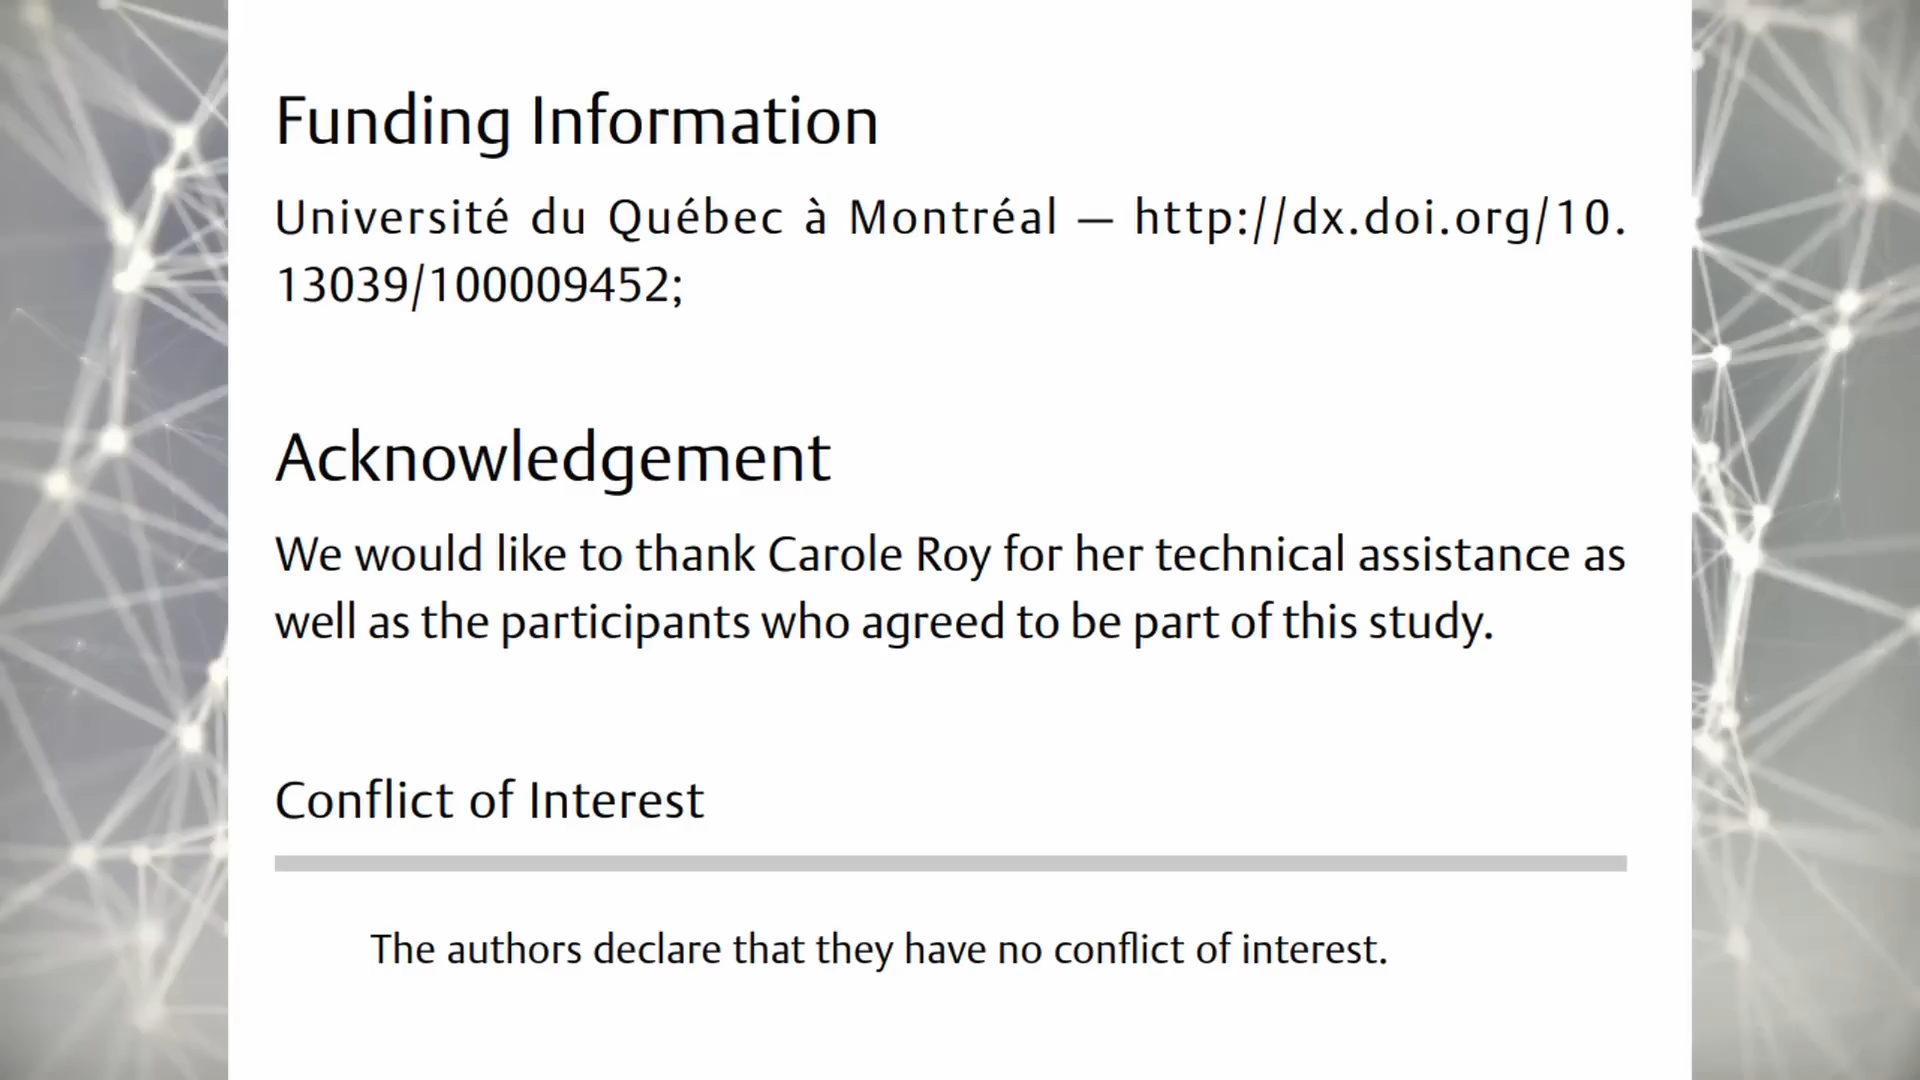 Funding Information
Université du Québec à Montréal — http://dx.doi.org/10.
13039/100009452;
Acknowledgement
We would like to thank Carole Roy for her technical assistance as
well as the participants who agreed to be part of this study.
Conflict of Interest
The authors declare that they have no conflict of interest.